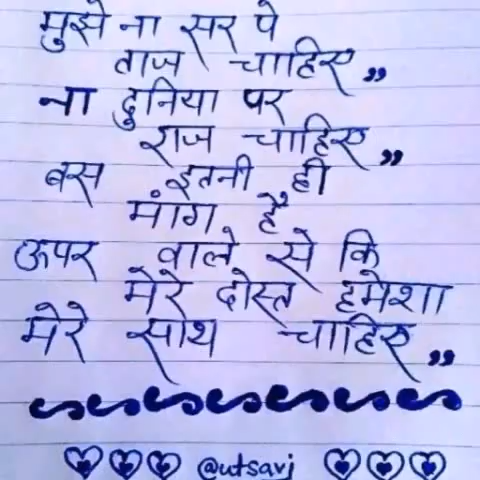 मुझे ना सर पे
ताज चाहिए ,,
ना दुनिया पर
राज चाहिए ,,
बस इतनी ही
मांग है
ऊपर वाले से कि
मेरे दोस्त हमेशा
मेरे साथ चाहिए ,,
@utsavj